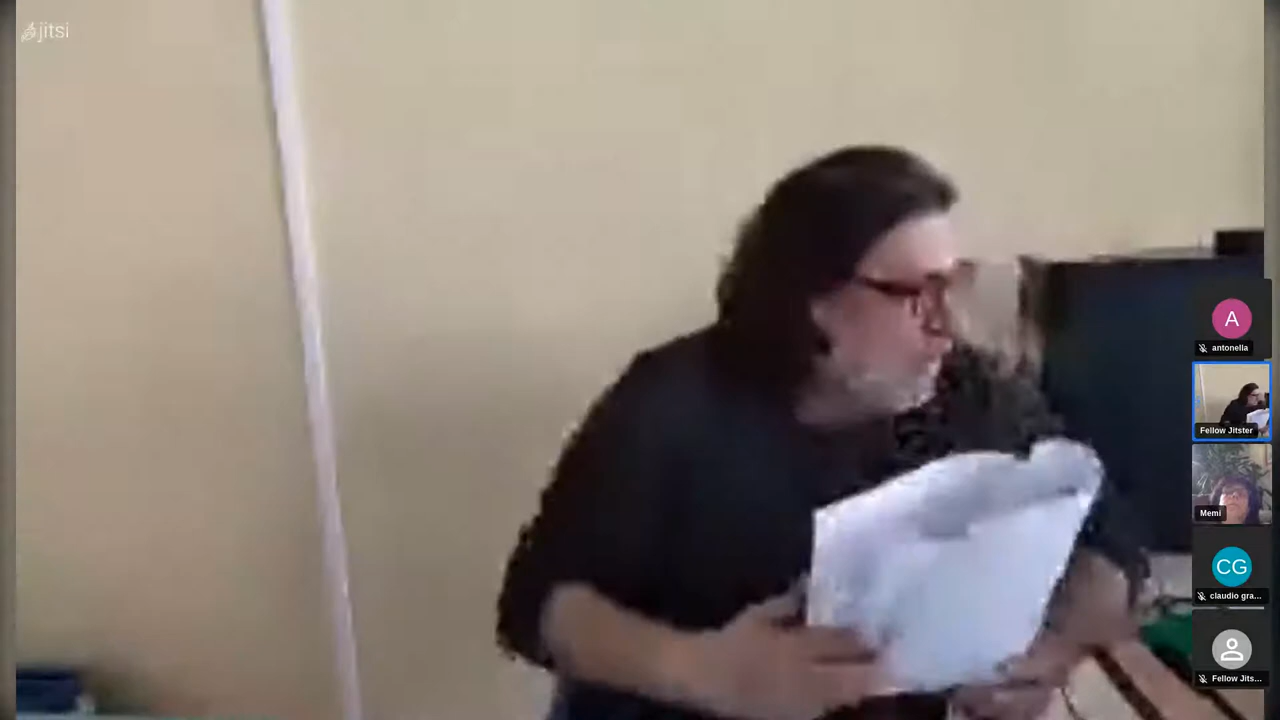 jitsi
antonella
Fellow Jitster
Memi
CG
claudio gra...
Fellow Jits...
A